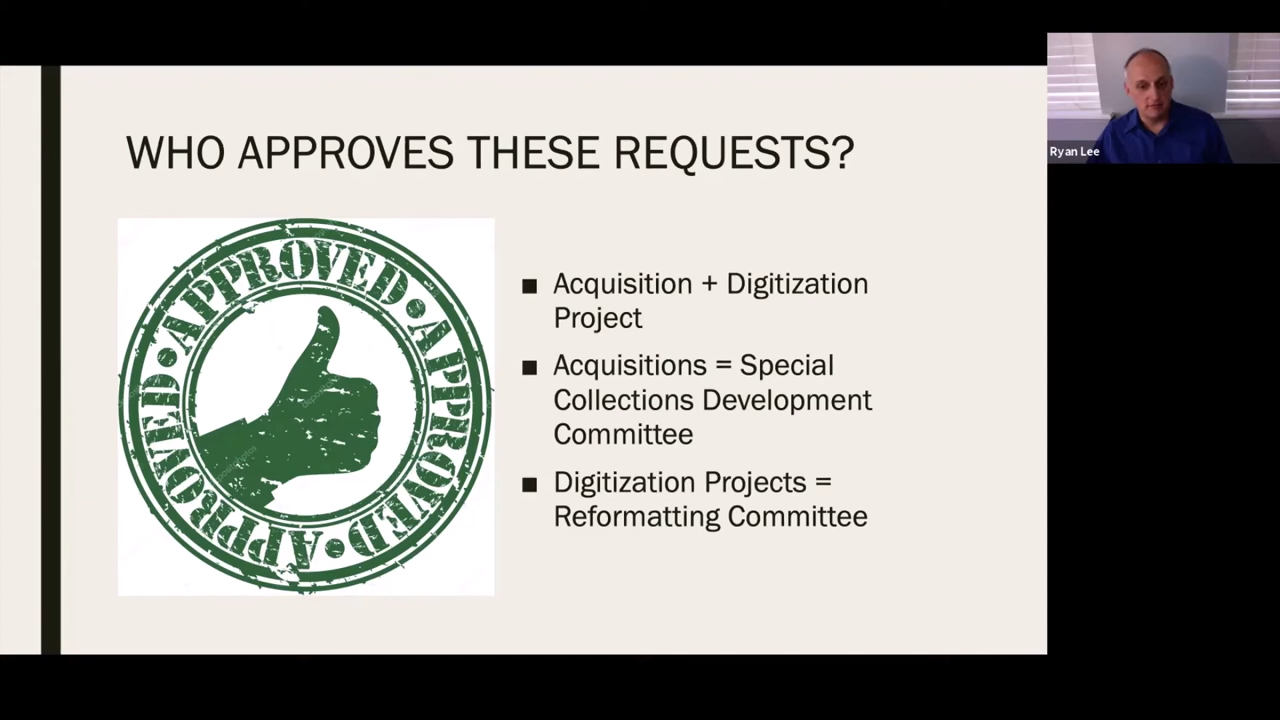 WHO APPROVES THESE REQUESTS?
Ryan Lee
APPROVED • APPROVED • APPROVED •
■ Acquisition + Digitization
Project
■ Acquisitions = Special
Collections Development
Committee
■ Digitization Projects =
Reformatting Committee